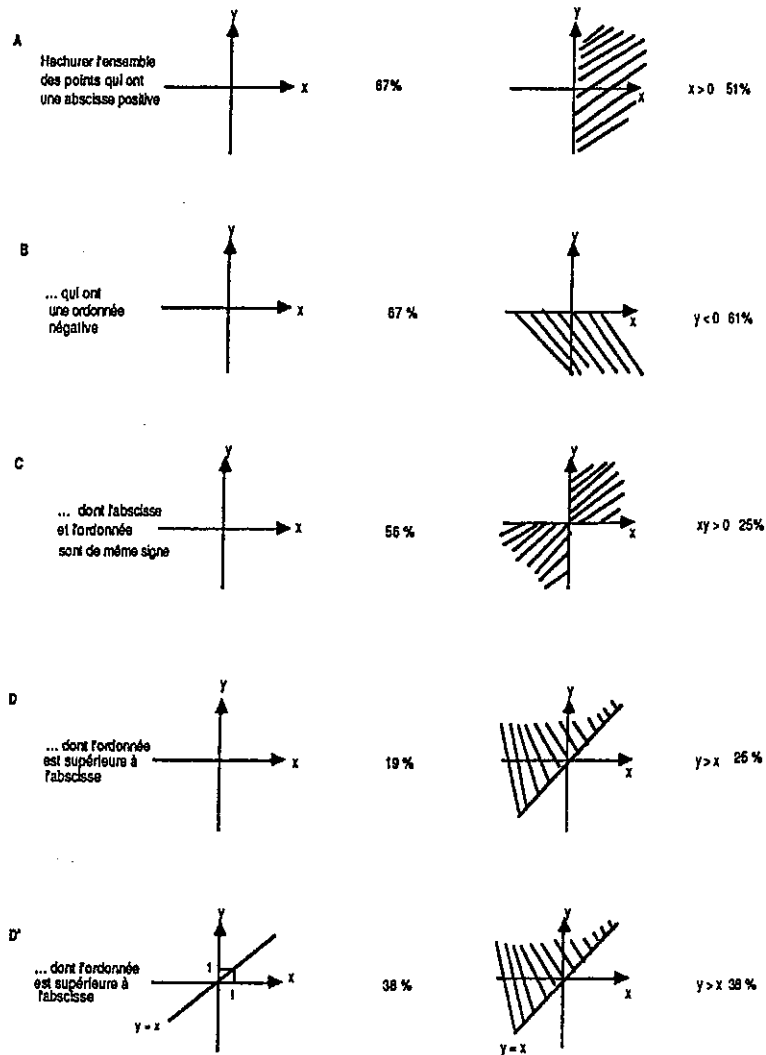 A
y
y
Hachurer l'ensemble
des points qui ont
une abscisse positive
x
67%
x
x > 0 51%
B
y
y
... qui ont
une ordonnée
négative
x
67 %
x
y < 0 61%
C
y
y
... dont l'abscisse
et l'ordonnée
sont de même signe
x
56 %
x
xy > 0 25%
D
y
y
... dont l'ordonnée
est supérieure à
l'abscisse
x
19 %
x
y > x 25 %
D'
y
y
... dont l'ordonnée
est supérieure à
l'abscisse
1
1
x
y = x
38 %
x
y = x
y > x 38 %